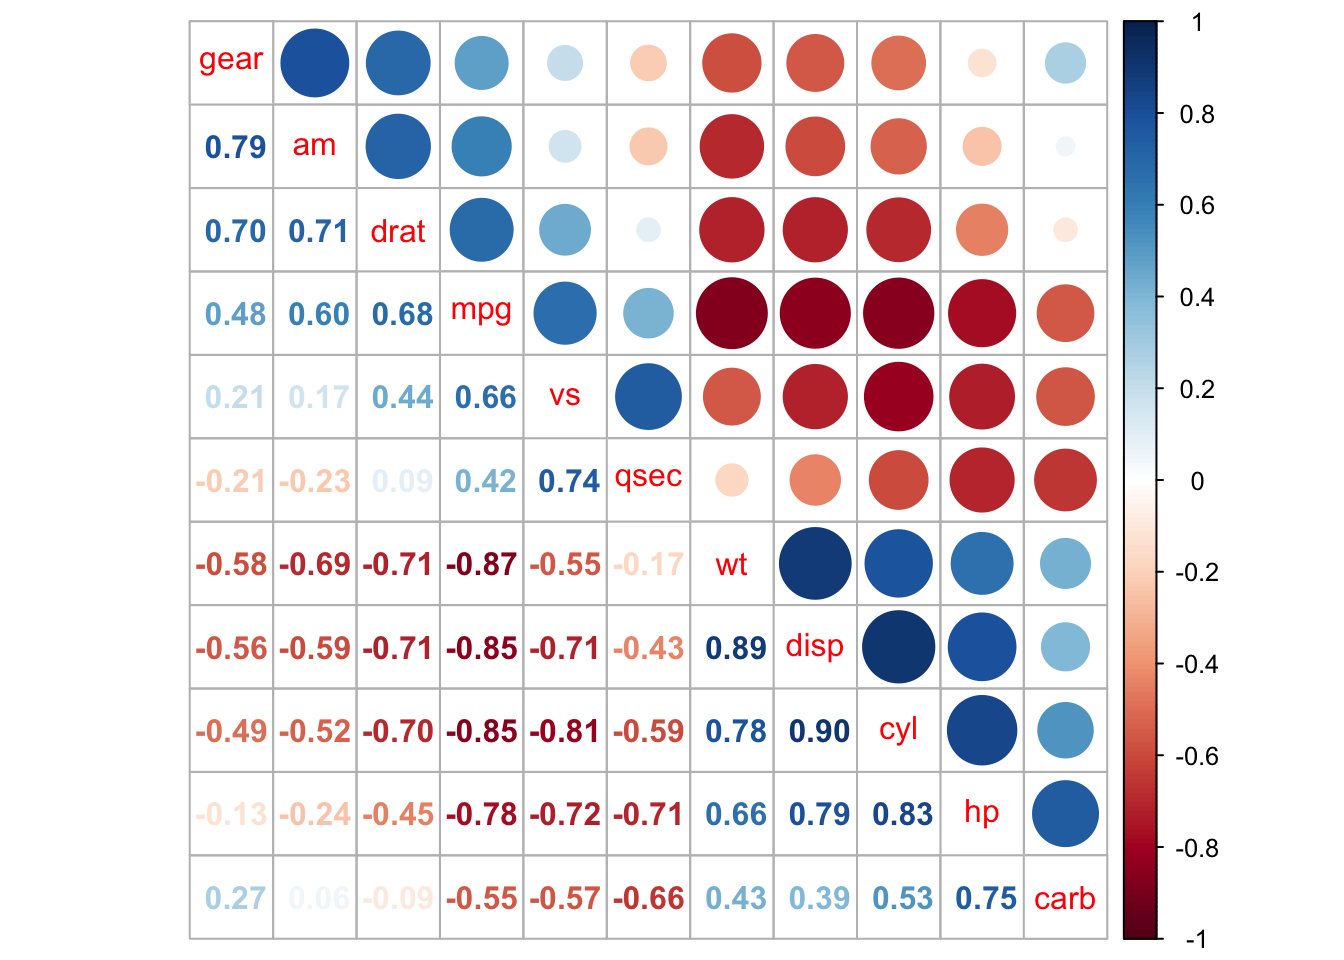 gear
0.79 am
0.70 0.71 drat
0.48 0.60 0.68 mpg
0.21 0.17 0.44 0.66 vs
-0.21 -0.23 0.09 0.42 0.74 qsec
-0.58 -0.69 -0.71 -0.87 -0.55 -0.17 wt
-0.56 -0.59 -0.71 -0.85 -0.71 -0.43 0.89 disp
-0.49 -0.52 -0.70 -0.85 -0.81 -0.59 0.78 0.90 cyl
-0.13 -0.24 -0.45 -0.78 -0.72 -0.71 0.66 0.79 0.83 hp
0.27 0.06 -0.09 -0.55 -0.57 -0.66 0.43 0.39 0.53 0.75 carb
1
0.8
0.6
0.4
0.2
0
-0.2
-0.4
-0.6
-0.8
-1